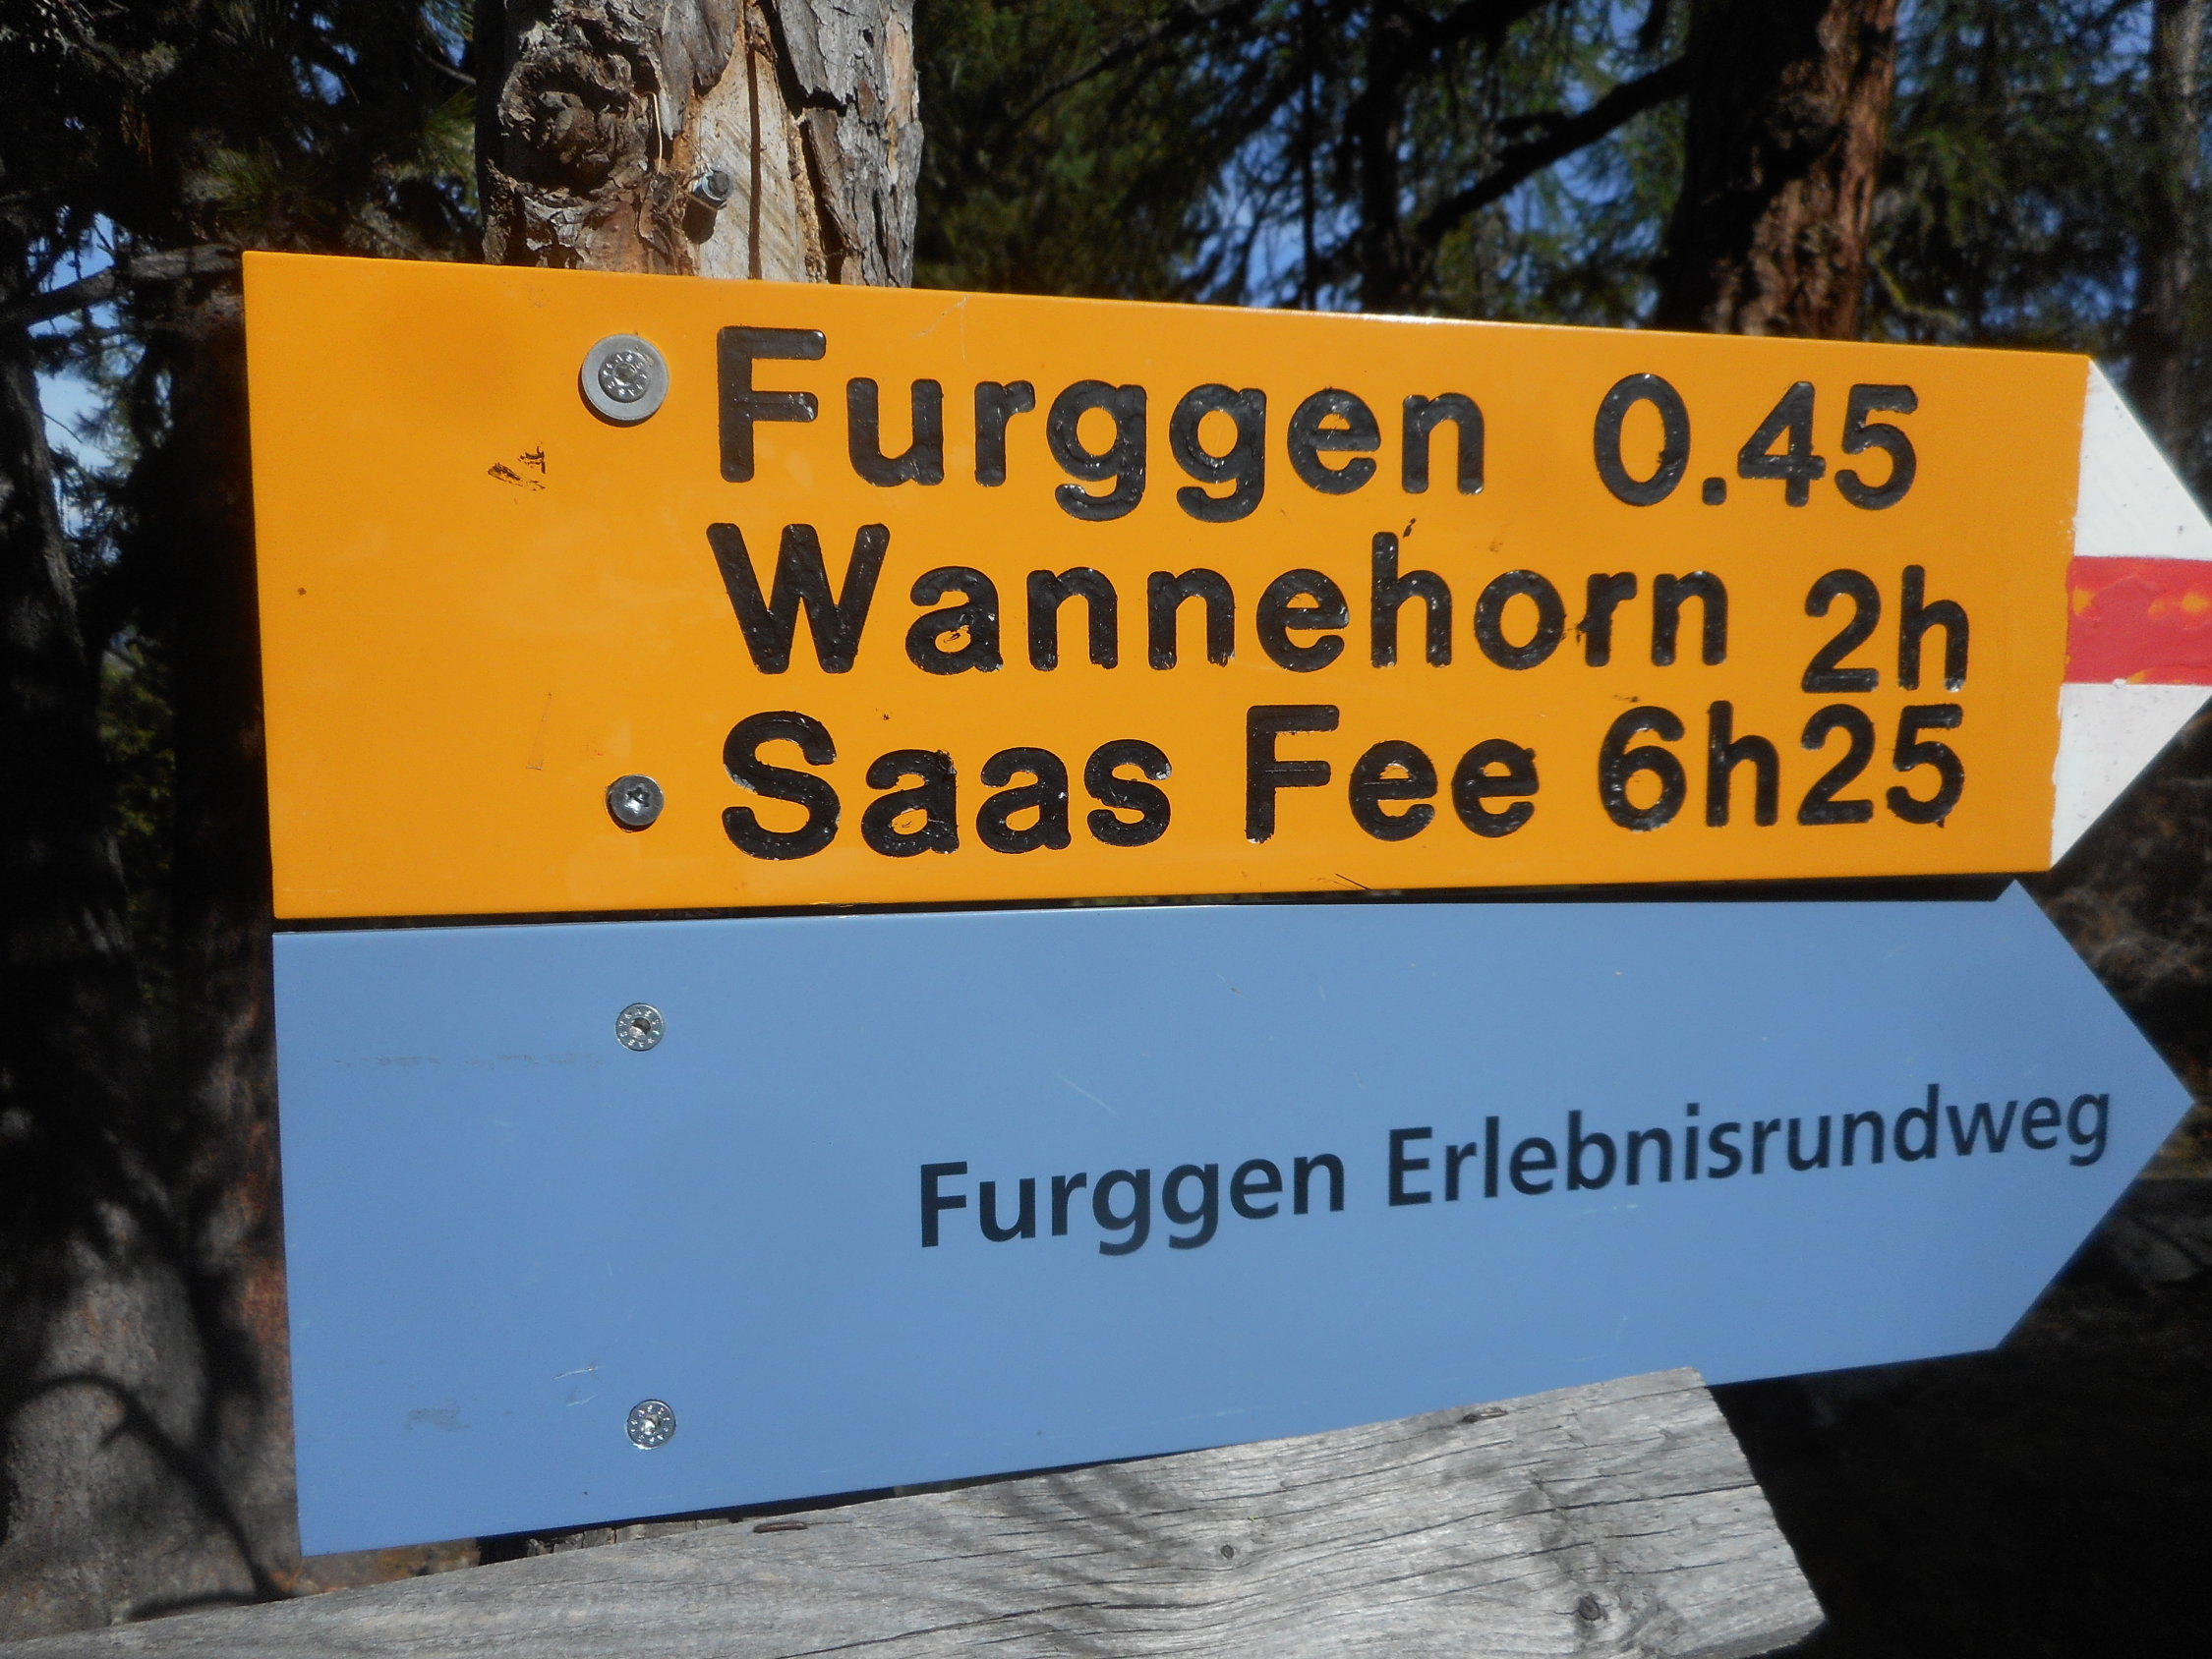 Furggen 0.45
Wannehorn 2h
Saas Fee 6h25
Furggen Erlebnisrundweg